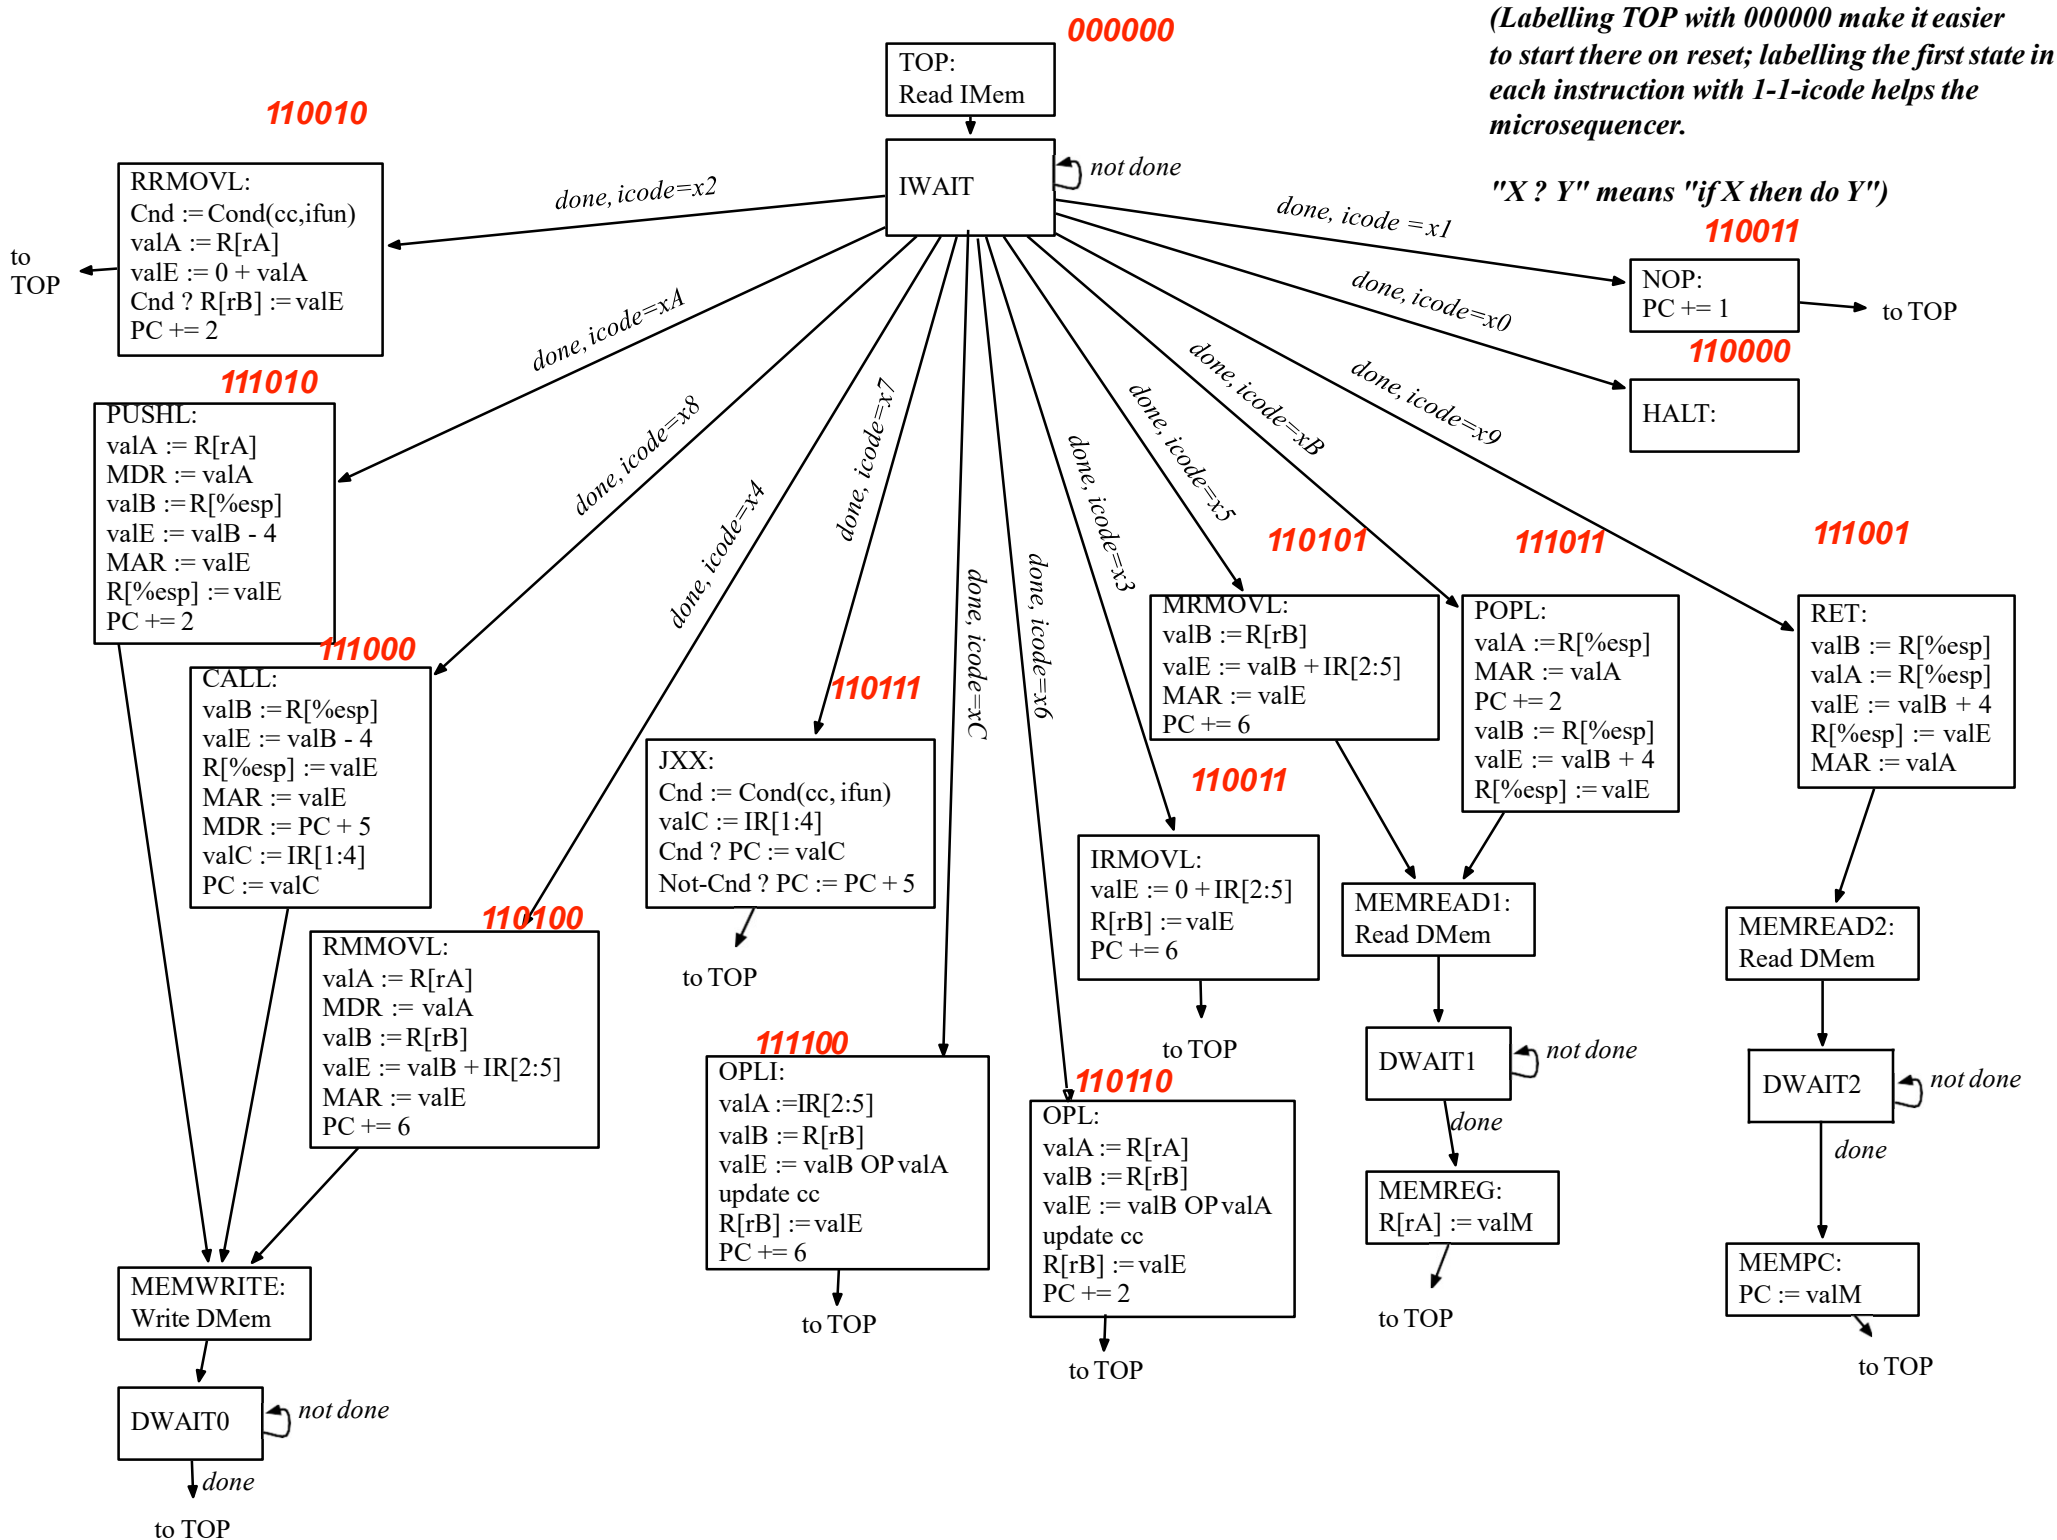 000000
(Labelling TOP with 000000 make it easier
to start there on reset; labelling the first state in
each instruction with 1-1-icode helps the
microsequencer.
"X ? Y" means "if X then do Y")
TOP:
Read IMem
IWAIT
not done
110010
RRMOVL:
Cnd := Cond(cc,ifun)
valA := R[rA]
valE := 0 + valA
Cnd ? R[rB] := valE
PC += 2
to
TOP
done, icode=x2
done, icode =x1
110011
NOP:
PC += 1
to TOP
done, icode=x0
110000
HALT:
done, icode=xA
111010
PUSHL:
valA := R[rA]
MDR := valA
valB := R[%esp]
valE := valB - 4
MAR := valE
R[%esp] := valE
PC += 2
done, icode=x8
111000
CALL:
valB := R[%esp]
valE := valB - 4
R[%esp] := valE
MAR := valE
MDR := PC + 5
valC := IR[1:4]
PC := valC
done, icode=x4
110100
RMMOVL:
valA := R[rA]
MDR := valA
valB := R[rB]
valE := valB + IR[2:5]
MAR := valE
PC += 6
done, icode=x7
110111
JXX:
Cnd := Cond(cc, ifun)
valC := IR[1:4]
Cnd ? PC := valC
Not-Cnd ? PC := PC + 5
to TOP
done, icode=xC
111100
OPLI:
valA :=IR[2:5]
valB := R[rB]
valE := valB OP valA
update cc
R[rB] := valE
PC += 6
to TOP
done, icode=x6
110110
OPL:
valA := R[rA]
valB := R[rB]
valE := valB OP valA
update cc
R[rB] := valE
PC += 2
to TOP
done, icode=x3
110011
IRMOVL:
valE := 0 + IR[2:5]
R[rB] := valE
PC += 6
to TOP
done, icode=x5
110101
MRMOVL:
valB := R[rB]
valE := valB + IR[2:5]
MAR := valE
PC += 6
done, icode=xB
111011
POPL:
valA := R[%esp]
MAR := valA
PC += 2
valB := R[%esp]
valE := valB + 4
R[%esp] := valE
done, icode=x9
111001
RET:
valB := R[%esp]
valA := R[%esp]
valE := valB + 4
R[%esp] := valE
MAR := valA
MEMREAD1:
Read DMem
DWAIT1
not done
done
MEMREG:
R[rA] := valM
to TOP
MEMREAD2:
Read DMem
DWAIT2
not done
done
MEMPC:
PC := valM
to TOP
MEMWRITE:
Write DMem
DWAIT0
not done
done
to TOP